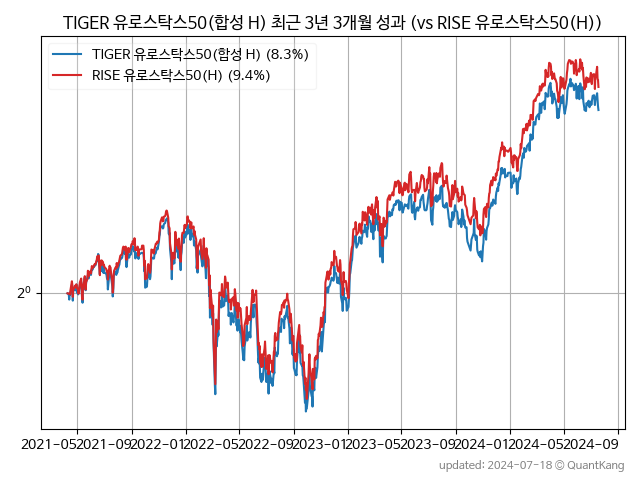 TIGER 유로스탁스50(합성 H) 최근 3년 3개월 성과 (vs RISE 유로스탁스50(H))
TIGER 유로스탁스50(합성 H) (8.3%)
RISE 유로스탁스50(H) (9.4%)
2⁰
2021-05 2021-09 2022-01 2022-05 2022-09 2023-01 2023-05 2023-09 2024-01 2024-05 2024-09
updated: 2024-07-18 © QuantKang